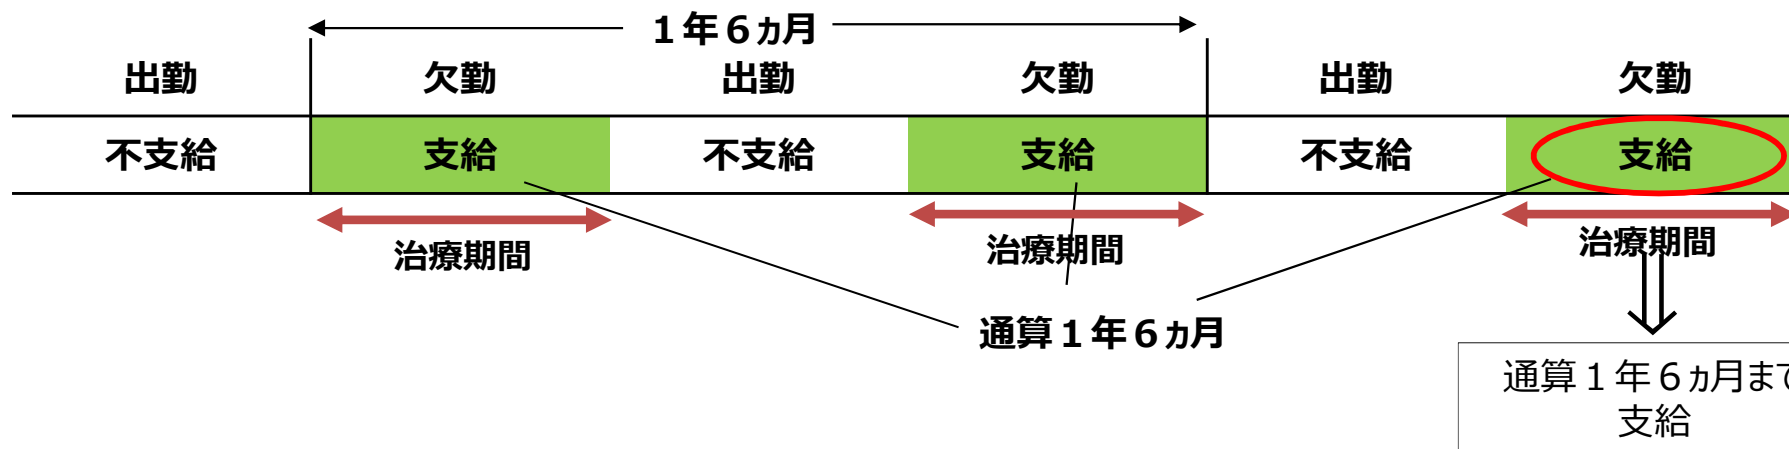 １年６ヵ月
出勤 欠勤 出勤 欠勤 出勤 欠勤
不支給 支給 不支給 支給 不支給 支給
治療期間 治療期間 治療期間
通算１年６ヵ月
通算１年６ヵ月まで
支給